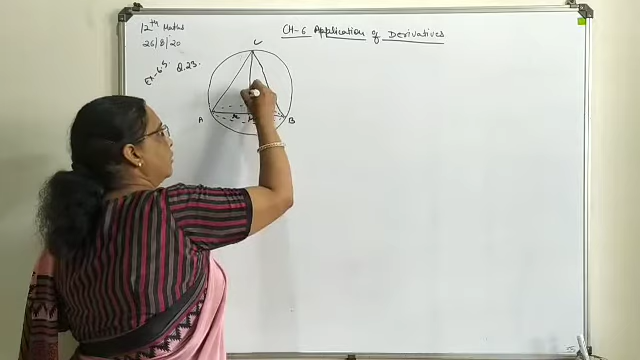 12th Maths
26/8/20
CH-6 Application of Derivatives
Ex-6.5. Q.23.
C
A
B